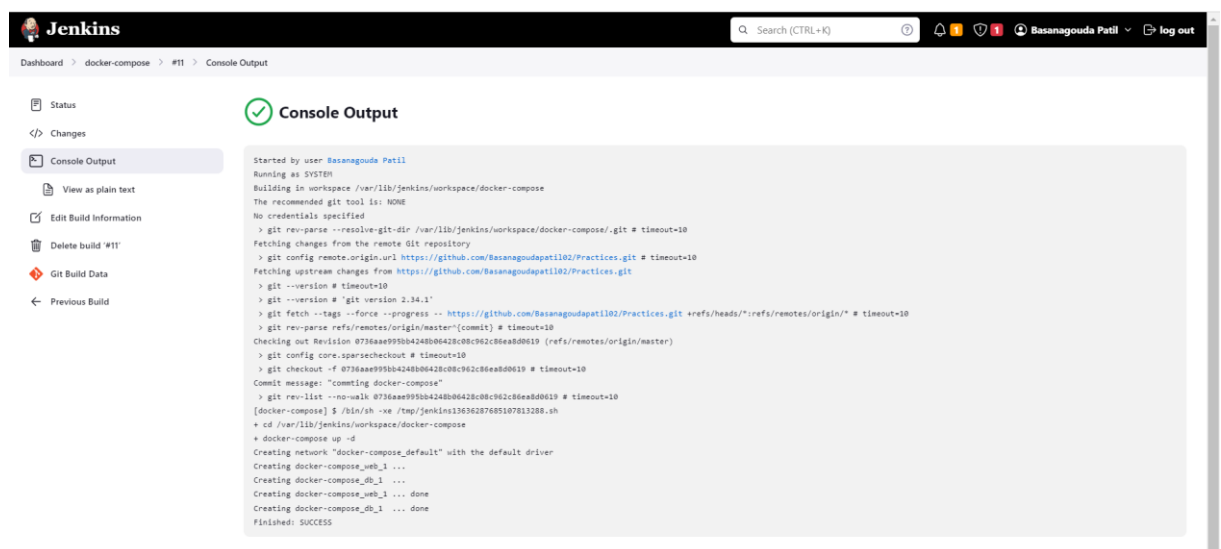 Jenkins
Search (CTRL+K)
1
1
Basanagouda Patil
log out
Dashboard > docker-compose > #11 > Console Output
Status
Changes
Console Output
View as plain text
Edit Build Information
Delete build '#11'
Git Build Data
Previous Build
Console Output
Started by user Basanagouda Patil
Running as SYSTEM
Building in workspace /var/lib/jenkins/workspace/docker-compose
The recommended git tool is: NONE
No credentials specified
> git rev-parse --resolve-git-dir /var/lib/jenkins/workspace/docker-compose/.git # timeout=10
Fetching changes from the remote Git repository
> git config remote.origin.url https://github.com/Basanagoudapatil02/Practices.git # timeout=10
Fetching upstream changes from https://github.com/Basanagoudapatil02/Practices.git
> git --version # timeout=10
> git --version # 'git version 2.34.1'
> git fetch --tags --force --progress -- https://github.com/Basanagoudapatil02/Practices.git +refs/heads/*:refs/remotes/origin/* # timeout=10
> git rev-parse refs/remotes/origin/master^{commit} # timeout=10
Checking out Revision 0736aae995bb4248b06428c08c962c86ea8d0619 (refs/remotes/origin/master)
> git config core.sparsecheckout # timeout=10
> git checkout -f 0736aae995bb4248b06428c08c962c86ea8d0619 # timeout=10
Commit message: "commting docker-compose"
> git rev-list --no-walk 0736aae995bb4248b06428c08c962c86ea8d0619 # timeout=10
[docker-compose] $ /bin/sh -xe /tmp/jenkins13636287685107813288.sh
+ cd /var/lib/jenkins/workspace/docker-compose
+ docker-compose up -d
Creating network "docker-compose_default" with the default driver
Creating docker-compose_web_1 ...
Creating docker-compose_db_1 ...
Creating docker-compose_web_1 ... done
Creating docker-compose_db_1 ... done
Finished: SUCCESS